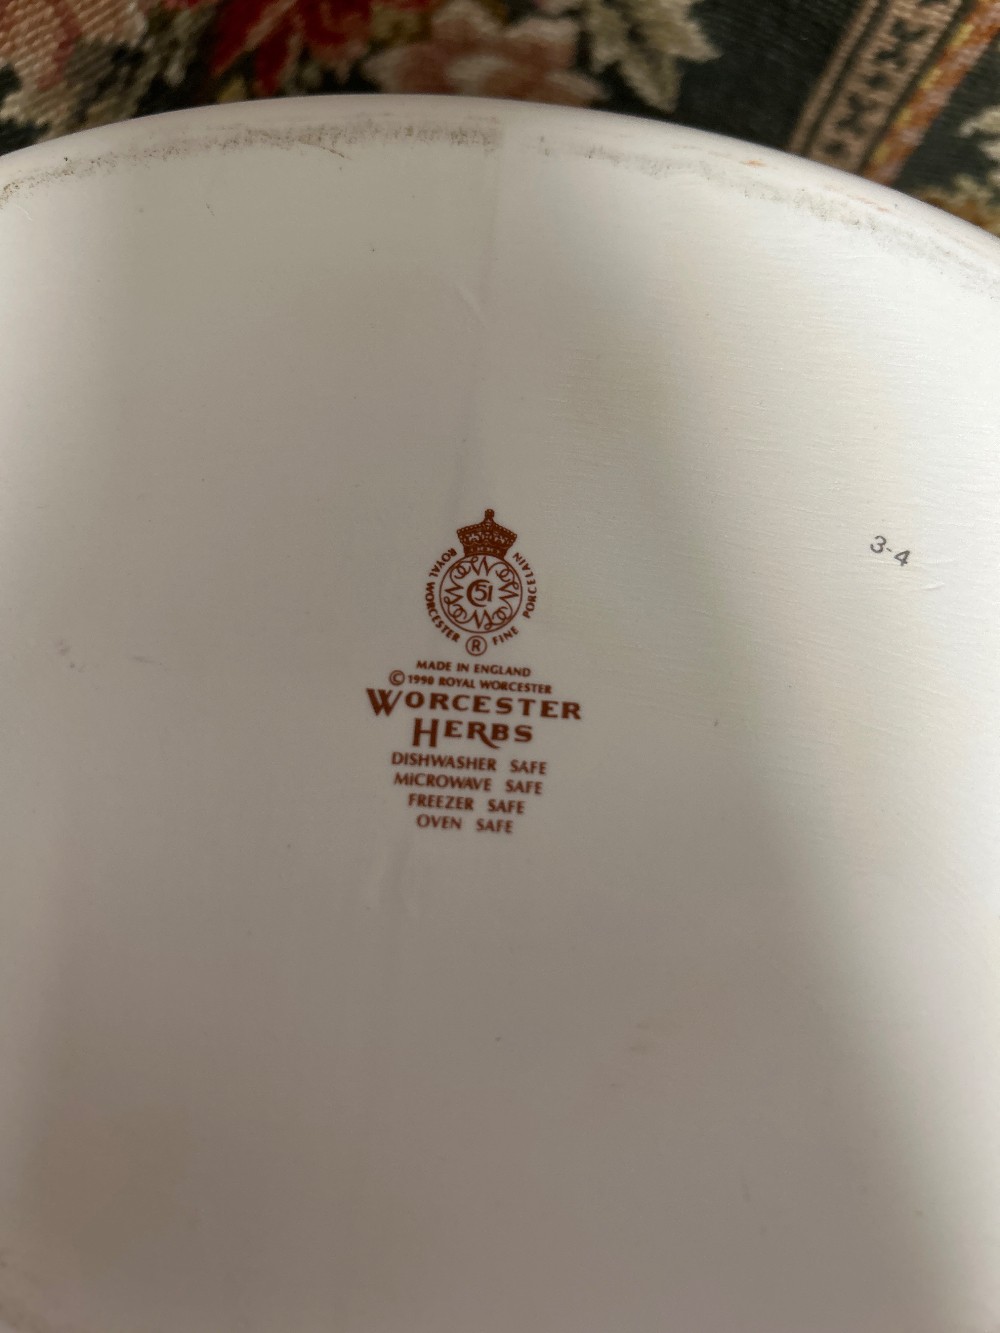 ROYAL WORCESTER ® FINE PORCELAIN
51
3-4
MADE IN ENGLAND
© 1990 ROYAL WORCESTER
WORCESTER
HERBS
DISHWASHER SAFE
MICROWAVE SAFE
FREEZER SAFE
OVEN SAFE